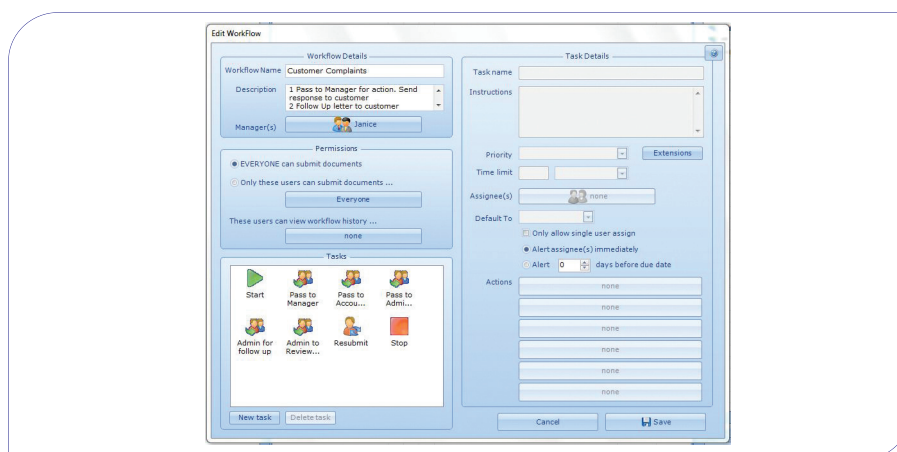 Edit WorkFlow
Workflow Details
Workflow Name Customer Complaints
Description 1 Pass to Manager for action. Send
response to customer
2 Follow Up letter to customer
Manager(s) Janice
Permissions
EVERYONE can submit documents
Only these users can submit documents ...
Everyone
These users can view workflow history ...
none
Tasks
Start Pass to Manager Pass to Accou... Pass to Admi...
Admin for follow up Admin to Review... Resubmit Stop
New task Delete task
Task Details
Task name
Instructions
Priority Extensions
Time limit
Assignee(s) none
Default To
Only allow single user assign
Alert assignee(s) immediately
Alert 0 days before due date
Actions none
none
none
none
none
none
Cancel Save